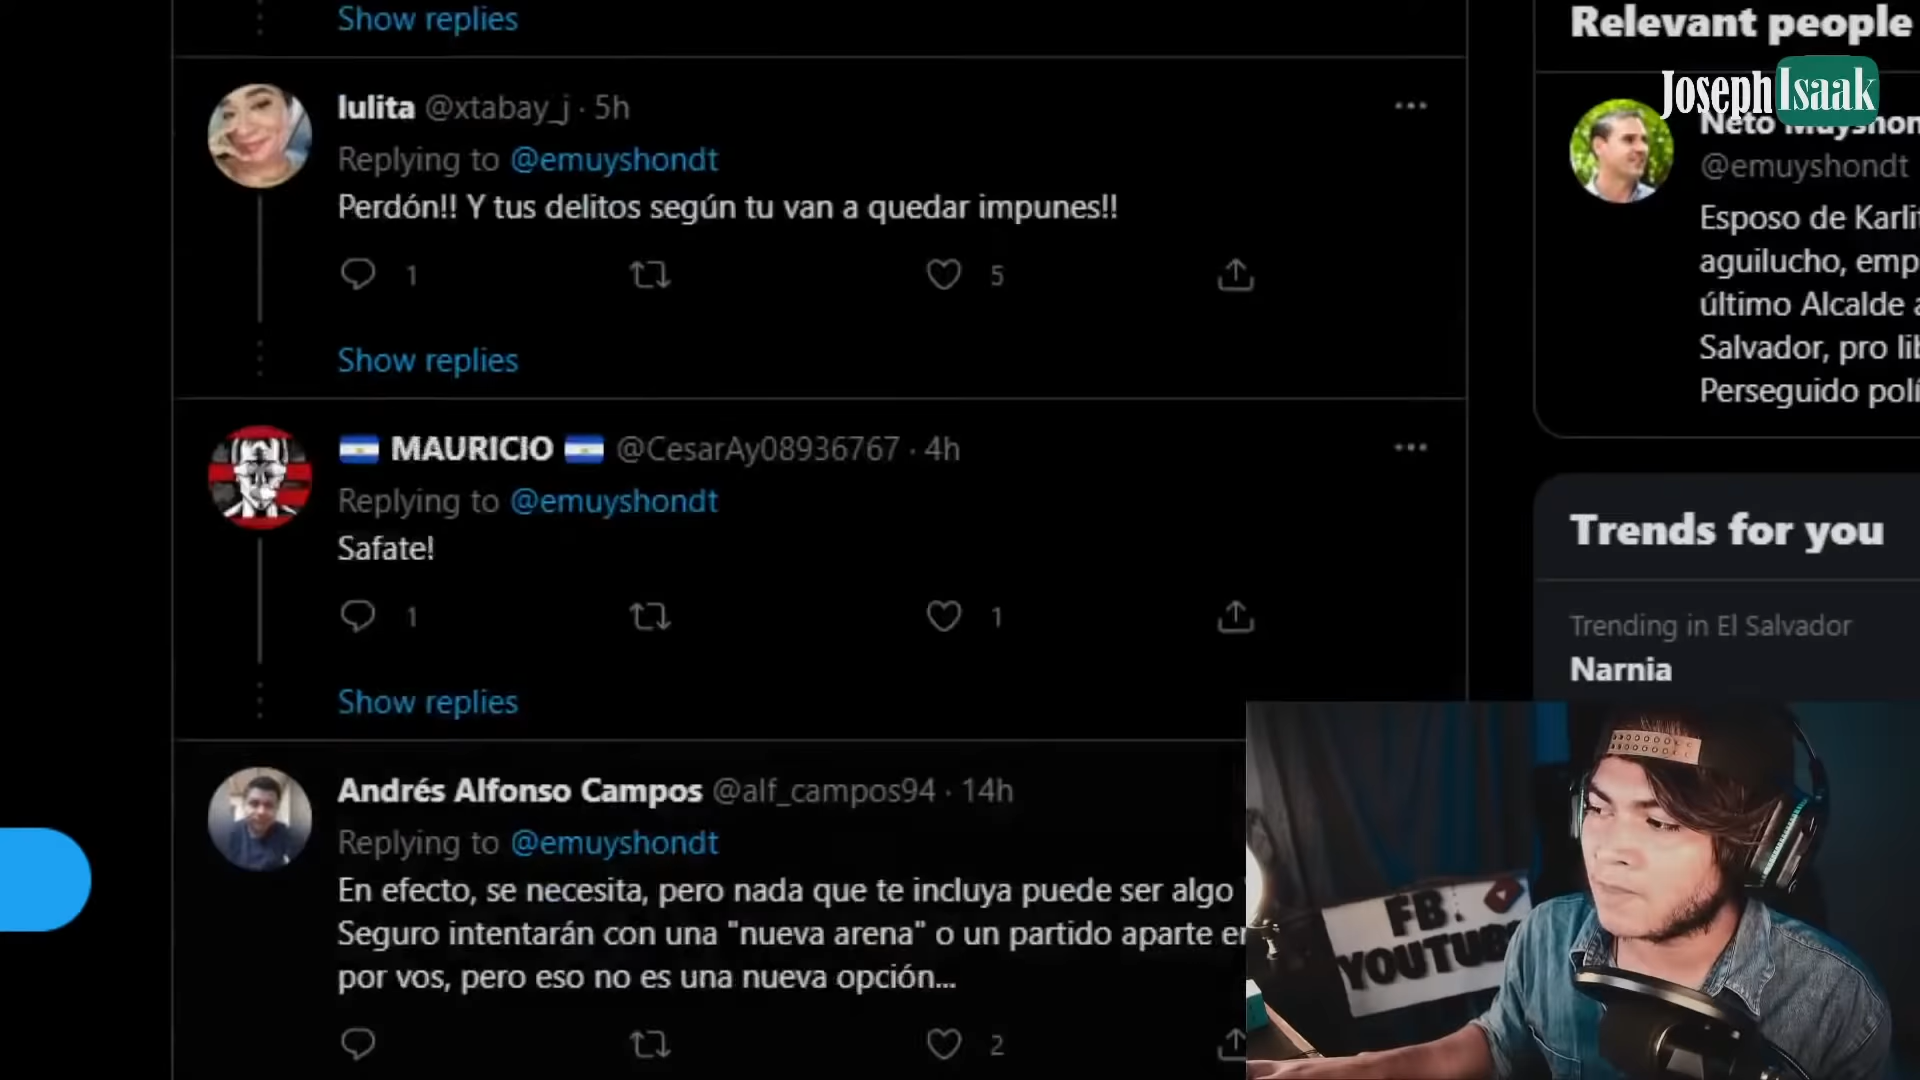 Show replies
lulita @xtabay_j · 5h
Replying to @emuyshondt
Perdón!! Y tus delitos según tu van a quedar impunes!!
1 5
Show replies
MAURICIO @CesarAy08936767 · 4h
Replying to @emuyshondt
Safate!
1 1
Show replies
Andrés Alfonso Campos @alf_campos94 · 14h
Replying to @emuyshondt
En efecto, se necesita, pero nada que te incluya puede ser algo
Seguro intentarán con una "nueva arena" o un partido aparte
por vos, pero eso no es una nueva opción...
2
Relevant people
JosephIsaak
Neto
@emuyshondt
Esposo de
aguilucho,
último Alcalde
Salvador, pro
Perseguido
Trends for you
Trending in El Salvador
Narnia
FB.
YOUTUBE